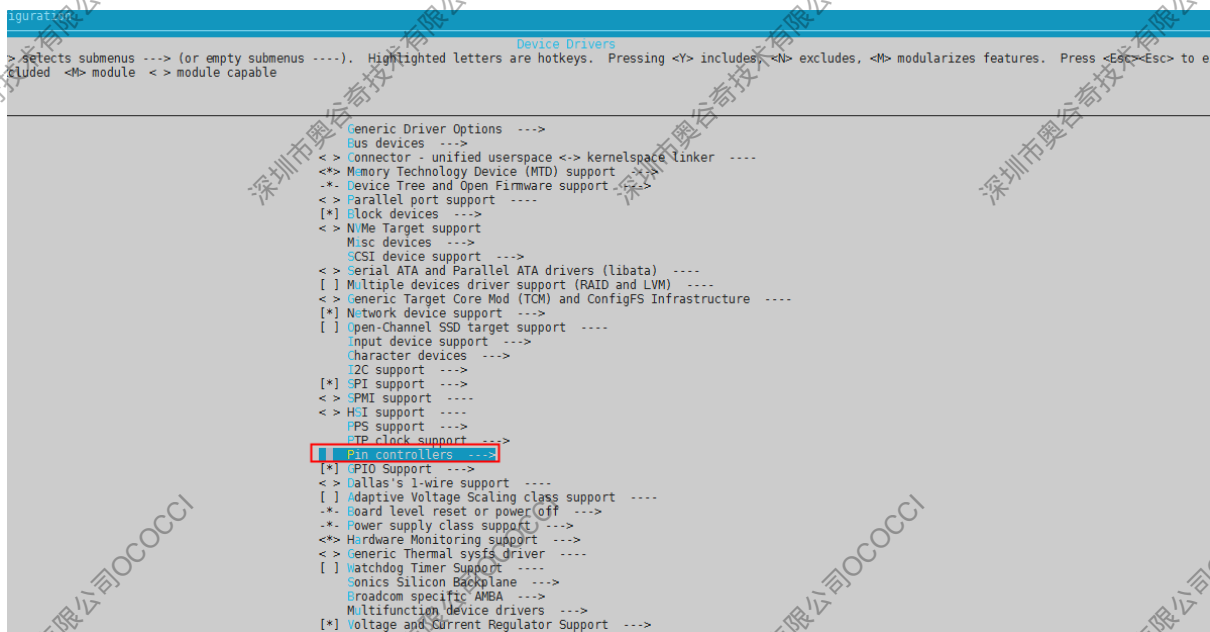 iguration
Device Drivers
> selects submenus ---> (or empty submenus ----).  Highlighted letters are hotkeys.  Pressing <Y> includes, <N> excludes, <M> modularizes features.  Press <Esc><Esc> to e
cluded  <M> module  < > module capable
Generic Driver Options  --->
Bus devices  --->
< > Connector - unified userspace <-> kernelspace linker  ----
<*> Memory Technology Device (MTD) support  --->
-*- Device Tree and Open Firmware support  --->
< > Parallel port support  ----
[*] Block devices  --->
< > NVMe Target support
Misc devices  --->
SCSI device support  --->
< > Serial ATA and Parallel ATA drivers (libata)  ----
[ ] Multiple devices driver support (RAID and LVM)  ----
< > Generic Target Core Mod (TCM) and ConfigFS Infrastructure  ----
[*] Network device support  --->
[ ] Open-Channel SSD target support  ----
Input device support  --->
Character devices  --->
I2C support  --->
[*] SPI support  --->
< > SPMI support  ----
< > HSI support  ----
PPS support  --->
PTP clock support  --->
Pin controllers  --->
[*] GPIO Support  --->
< > Dallas's 1-wire support  ----
[ ] Adaptive Voltage Scaling class support  ----
-*- Board level reset or power off  --->
-*- Power supply class support  --->
<*> Hardware Monitoring support  --->
< > Generic Thermal sysfs driver  ----
[ ] Watchdog Timer Support  ----
Sonics Silicon Backplane  --->
Broadcom specific AMBA  --->
Multifunction device drivers  --->
[*] Voltage and Current Regulator Support  --->
深圳市奥谷奇技术有限公
深圳市奥谷奇技术有限公
深圳市奥谷奇技术有限公
限公司OCOCCI
限公司OCOCCI
限公司